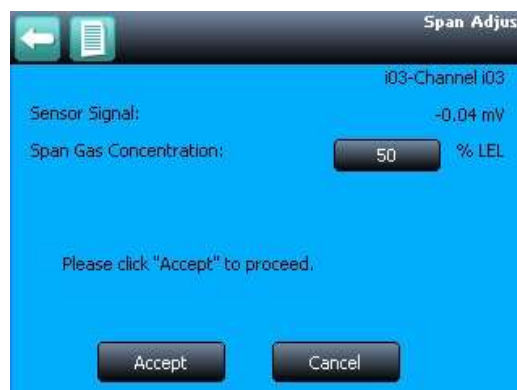 Span Adjus
i03-Channel i03
Sensor Signal: -0.04 mV
Span Gas Concentration: 50 % LEL
Please click "Accept" to proceed.
Accept Cancel